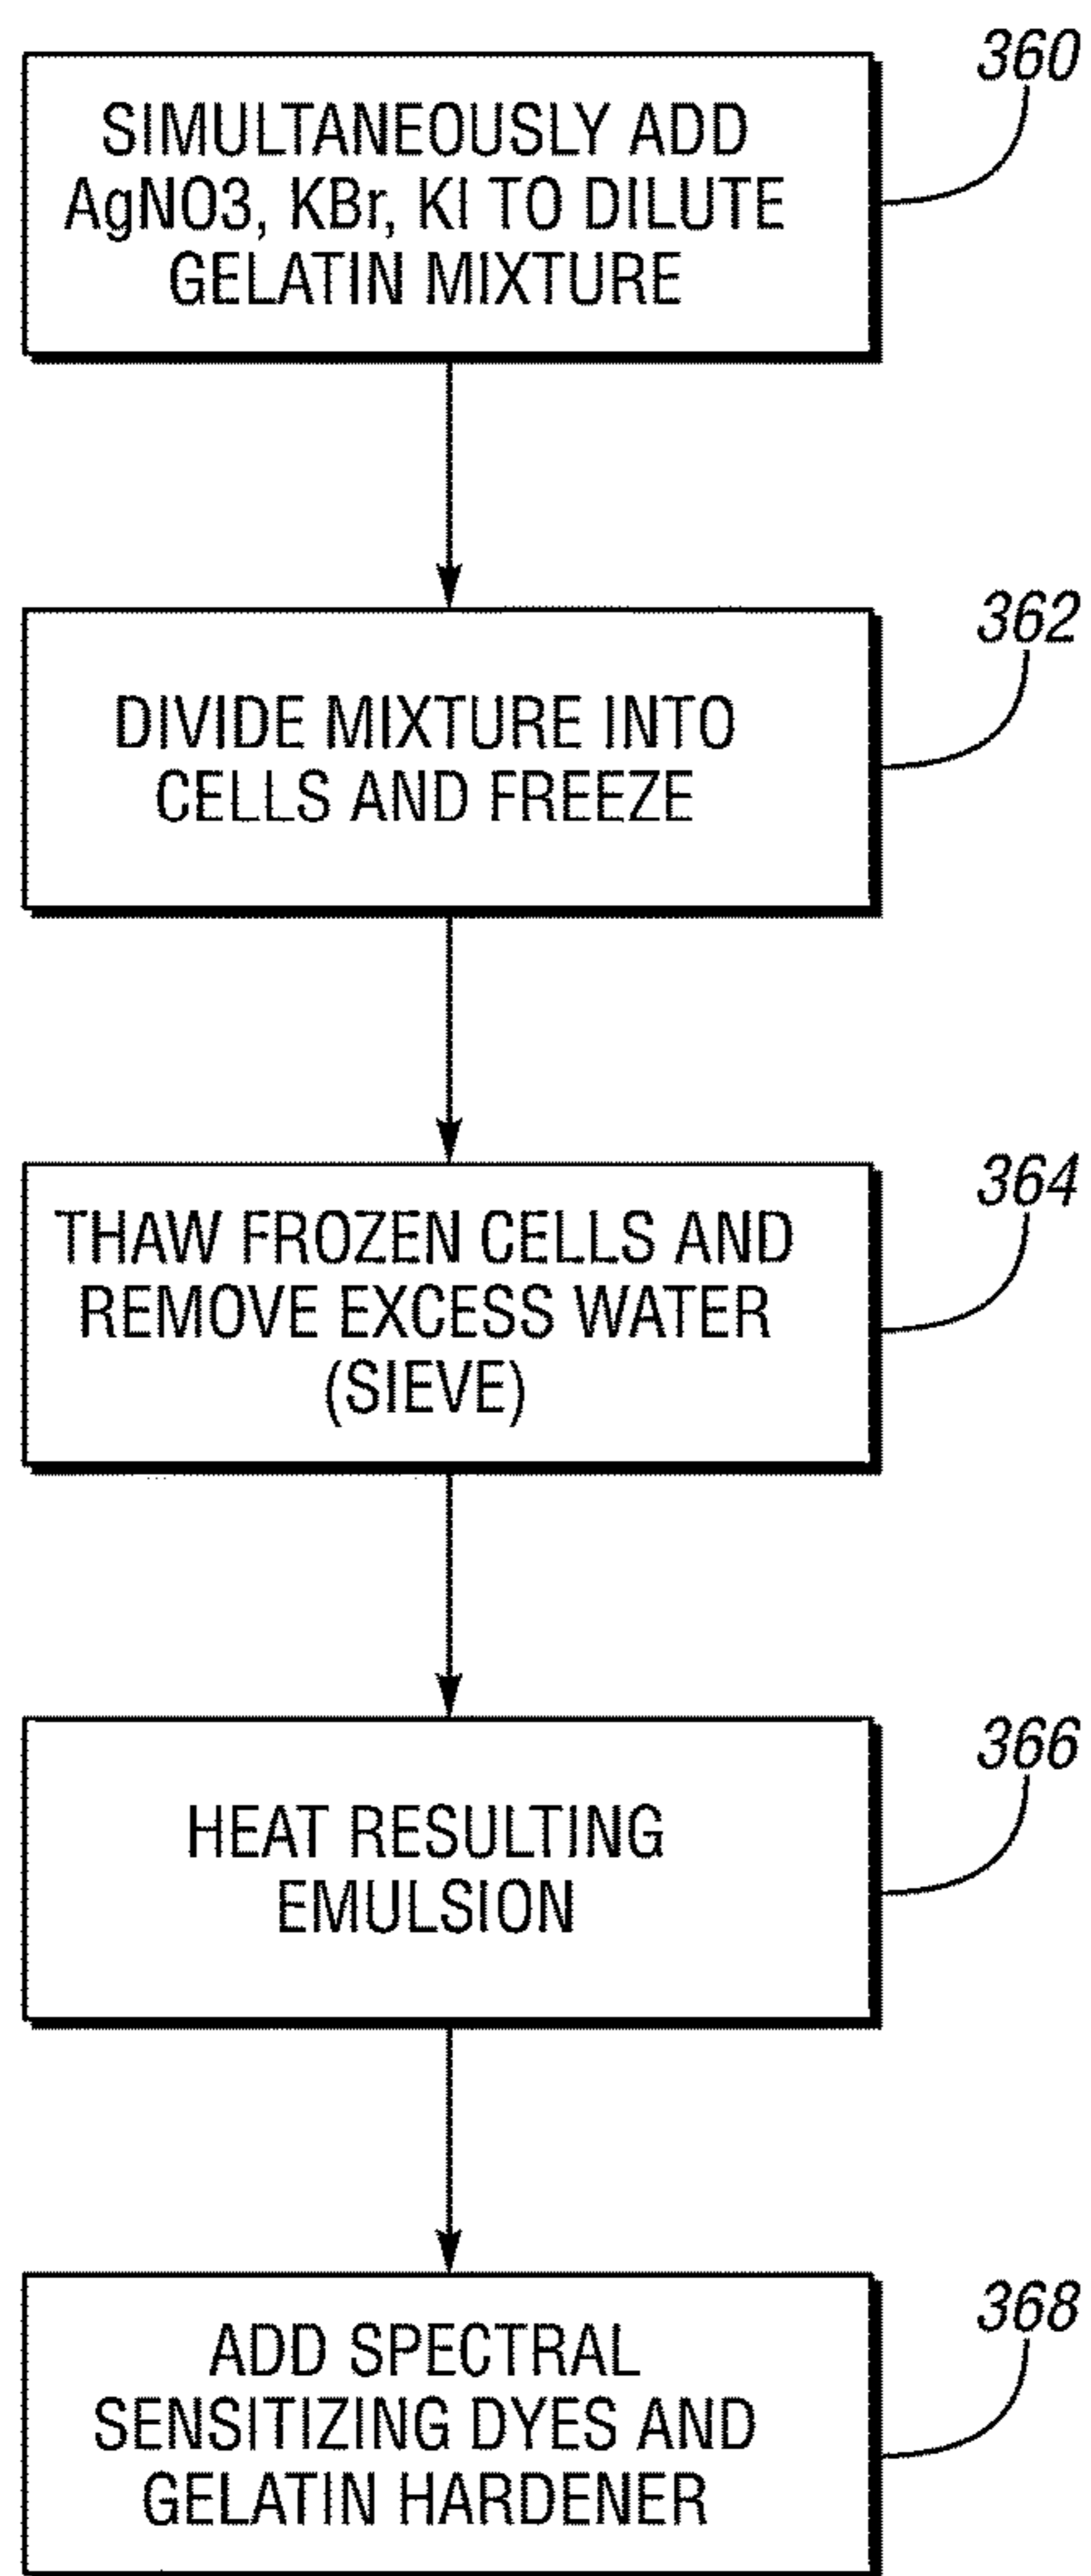 360
SIMULTANEOUSLY ADD
AgNO3, KBr, KI TO DILUTE
GELATIN MIXTURE
362
DIVIDE MIXTURE INTO
CELLS AND FREEZE
364
THAW FROZEN CELLS AND
REMOVE EXCESS WATER
(SIEVE)
366
HEAT RESULTING
EMULSION
368
ADD SPECTRAL
SENSITIZING DYES AND
GELATIN HARDENER